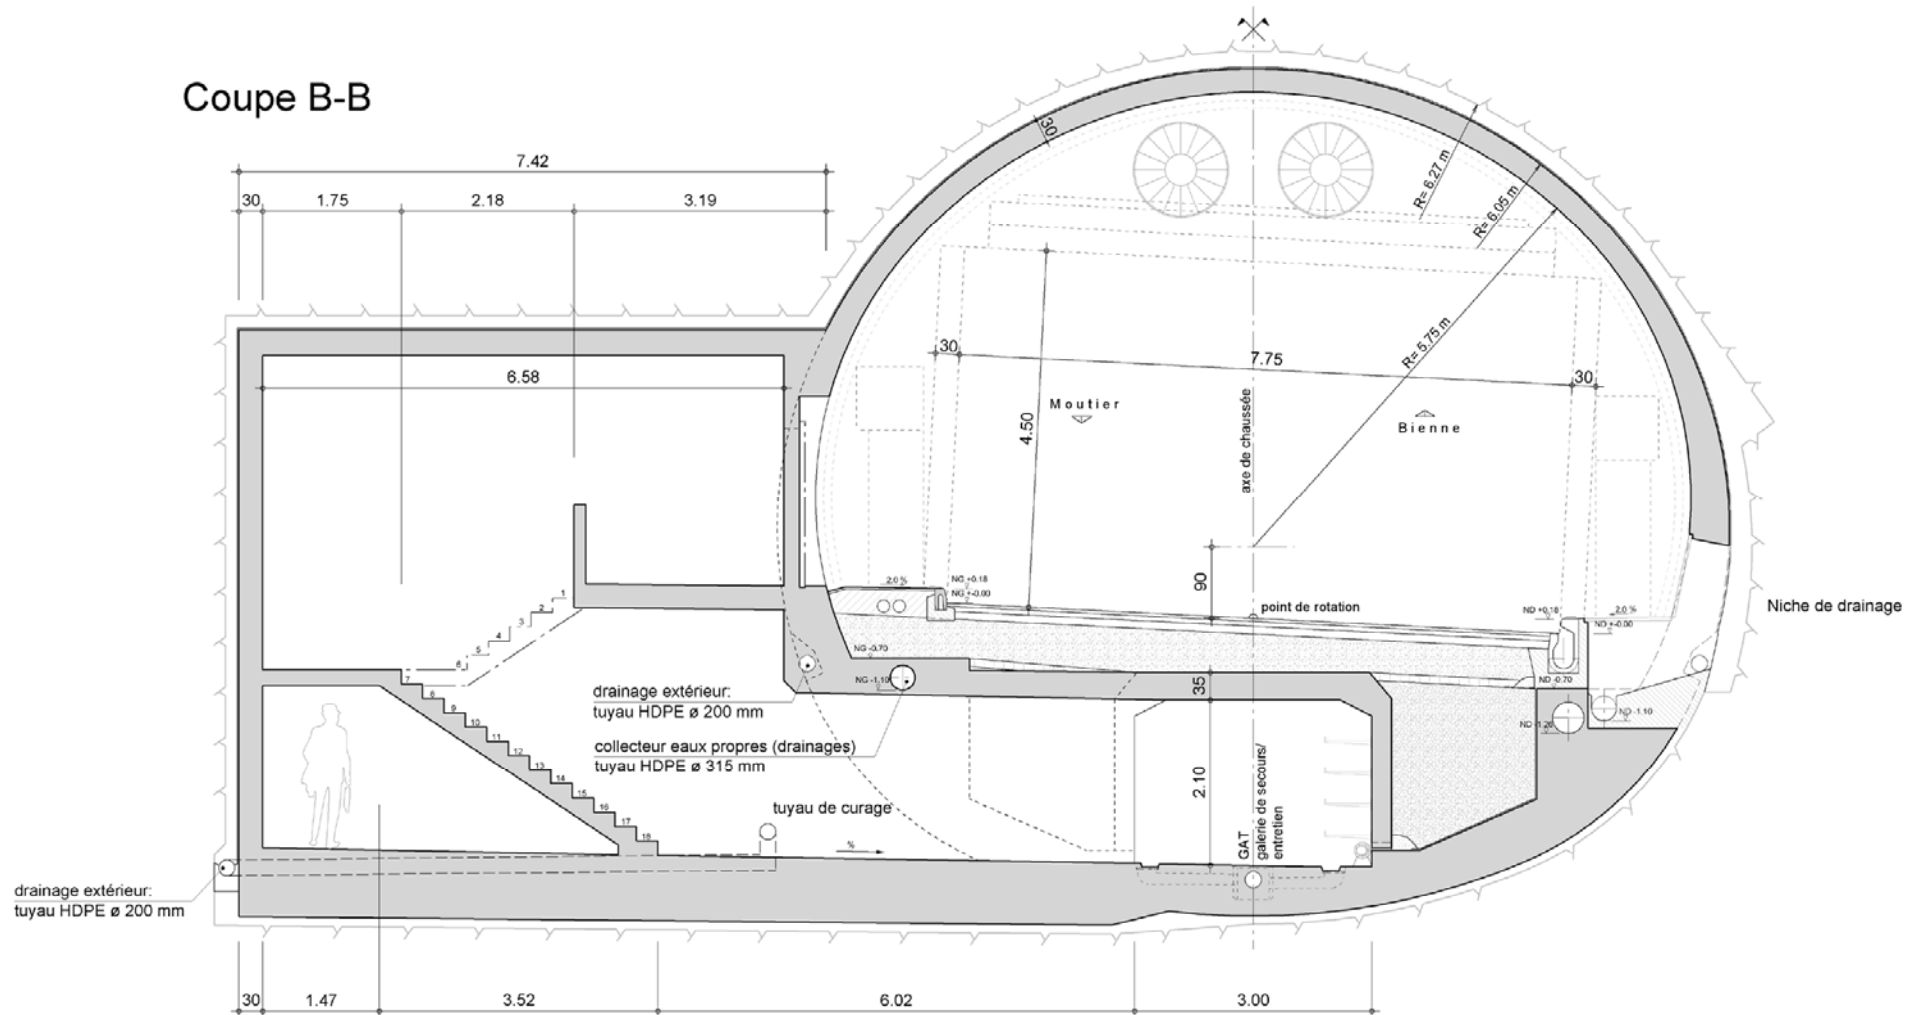 Coupe B-B
7.42
30 1.75 2.18 3.19
6.58
30
R= 6.27 m
R= 6.05 m
R= 5.75 m
30 7.75 30
4.50
Moutier
Bienne
axe de chaussée
90
point de rotation
2.0 %
NG +0.18
NG +-0.00
ND +0.18
2.0 %
ND +-0.00
Niche de drainage
NG -0.70
NG -1.10
ND -0.70
ND -1.10
ND -1.26
35
1
2
3
4
5
6
7
8
9
10
11
12
13
14
15
16
17
18
drainage extérieur:
tuyau HDPE ø 200 mm
collecteur eaux propres (drainages)
tuyau HDPE ø 315 mm
tuyau de curage
%
2.10
GAT
galerie de secours/
entretien
drainage extérieur:
tuyau HDPE ø 200 mm
30 1.47 3.52 6.02 3.00